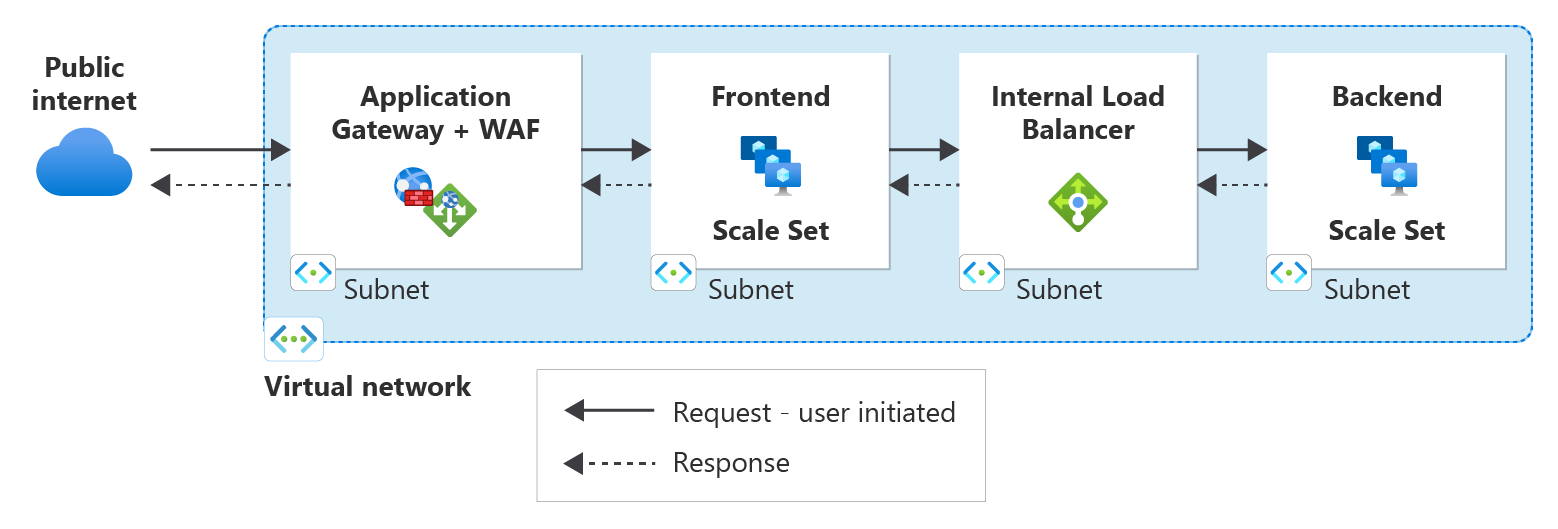 Public
internet
Application
Gateway + WAF
Frontend
Scale Set
Internal Load
Balancer
Backend
Scale Set
Subnet
Subnet
Subnet
Subnet
Virtual network
Request - user initiated
Response